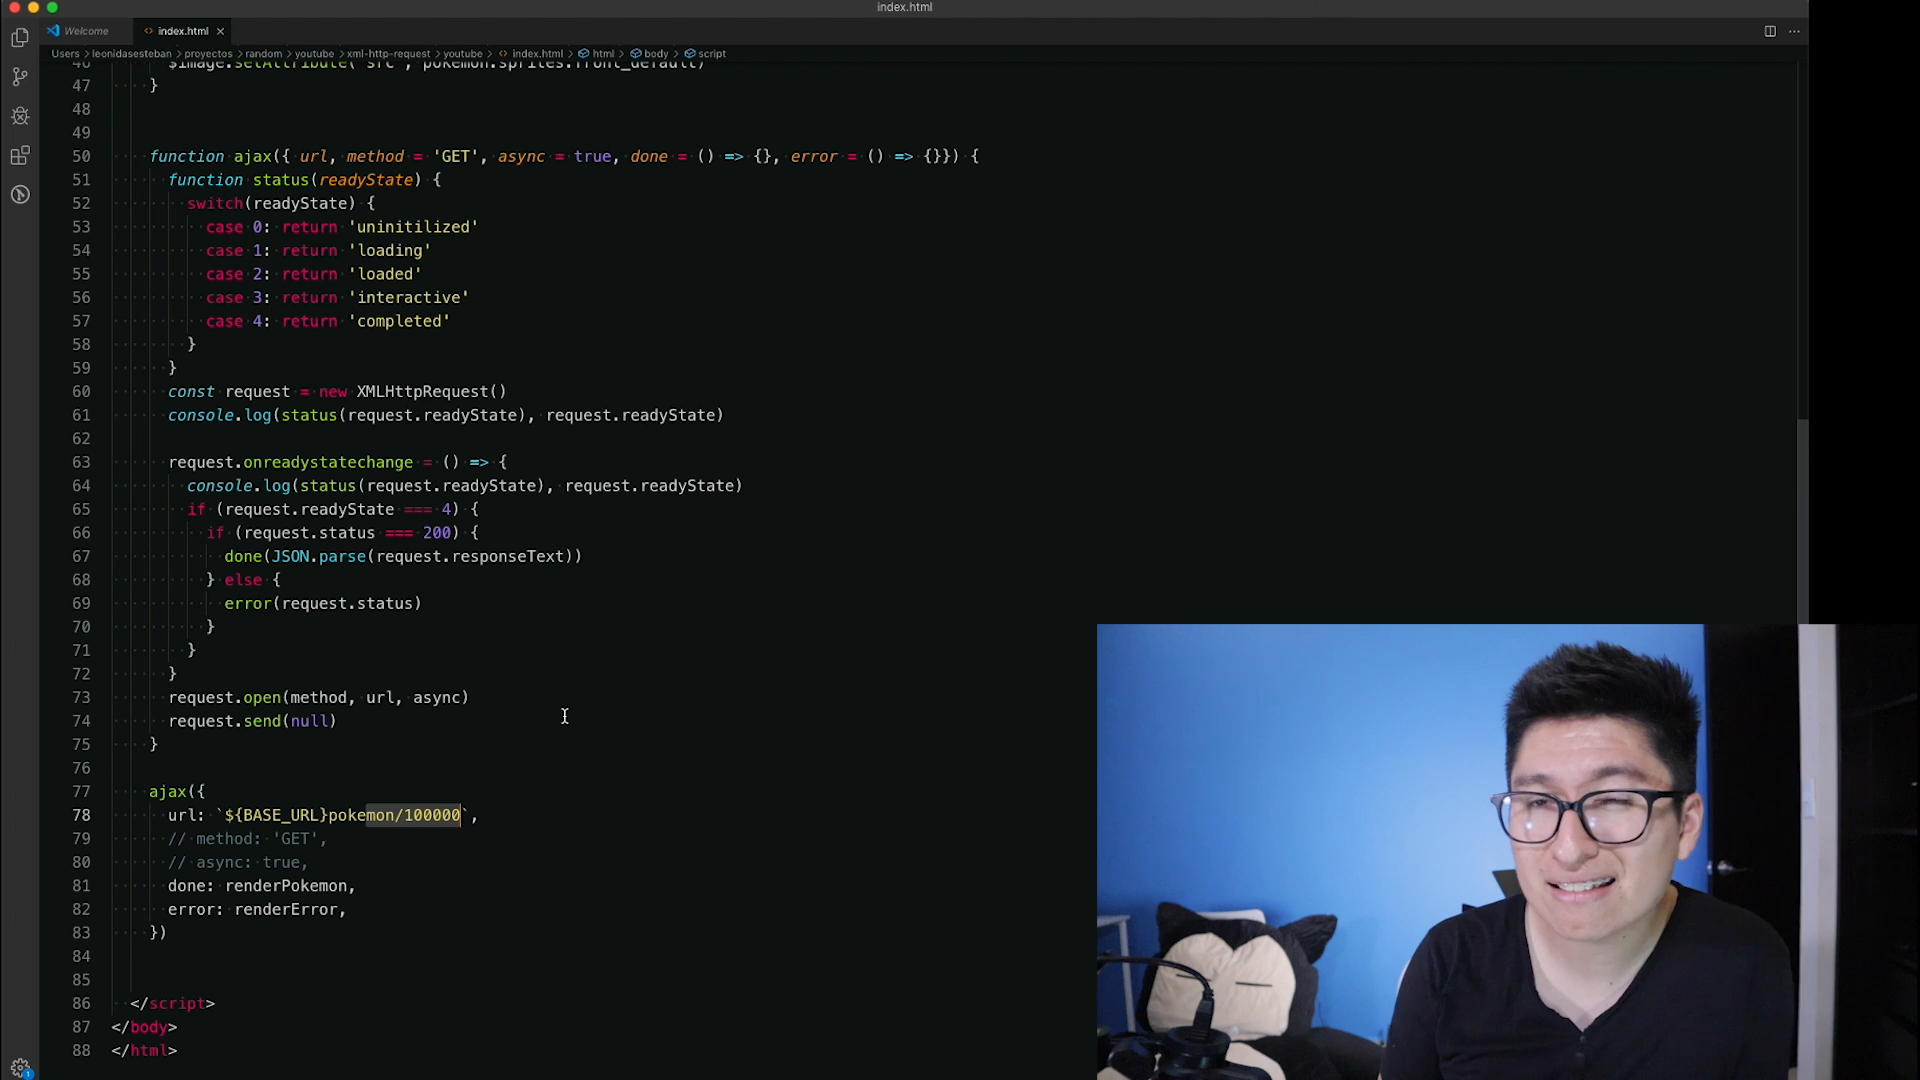 index.html
Welcome
index.html
Users > leonidasesteban > proyectos > random > youtube > xml-http-request > youtube > index.html > html > body > script
46 $image.setAttribute('src', pokemon.sprites.front_default)
47 }
48
49
50 function ajax({ url, method = 'GET', async = true, done = () => {}, error = () => {}}) {
51 function status(readyState) {
52 switch(readyState) {
53 case 0: return 'uninitilized'
54 case 1: return 'loading'
55 case 2: return 'loaded'
56 case 3: return 'interactive'
57 case 4: return 'completed'
58 }
59 }
60 const request = new XMLHttpRequest()
61 console.log(status(request.readyState), request.readyState)
62
63 request.onreadystatechange = () => {
64 console.log(status(request.readyState), request.readyState)
65 if (request.readyState === 4) {
66 if (request.status === 200) {
67 done(JSON.parse(request.responseText))
68 } else {
69 error(request.status)
70 }
71 }
72 }
73 request.open(method, url, async)
74 request.send(null)
75 }
76
77 ajax({
78 url: `${BASE_URL}pokemon/100000`,
79 // method: 'GET',
80 // async: true,
81 done: renderPokemon,
82 error: renderError,
83 })
84
85
86 </script>
87 </body>
88 </html>
1